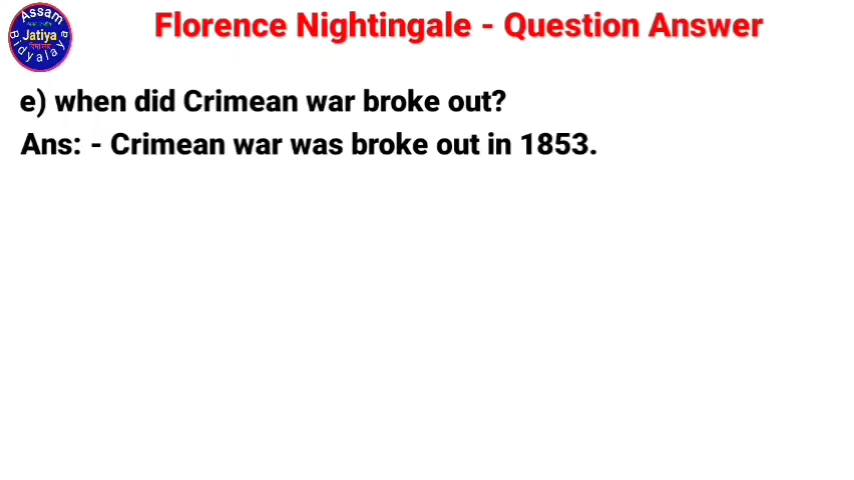 Assam
Jatiya
Bidyalaya
Florence Nightingale - Question Answer
e) when did Crimean war broke out?
Ans: - Crimean war was broke out in 1853.